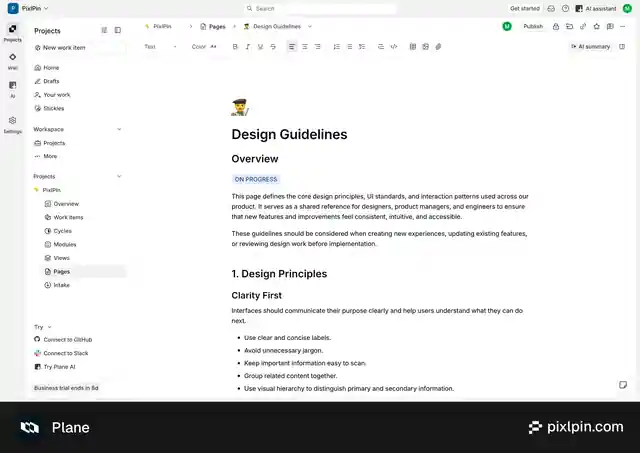 P PixlPin
Search
Get started
AI assistant
M
Projects
Wiki
AI
Settings
Projects
New work item
Home
Drafts
Your work
Stickies
Workspace
Projects
More
Projects
PixlPin
Overview
Work items
Cycles
Modules
Views
Pages
Intake
Try
Connect to GitHub
Connect to Slack
Try Plane AI
Business trial ends in 8d
PixlPin > Pages > Design Guidelines
M Publish
Text Color Aa B I U S
AI summary
Design Guidelines
Overview
ON PROGRESS
This page defines the core design principles, UI standards, and interaction patterns used across our
product. It serves as a shared reference for designers, product managers, and engineers to ensure
that new features and improvements feel consistent, intuitive, and accessible.
These guidelines should be considered when creating new experiences, updating existing features,
or reviewing design work before implementation.
1. Design Principles
Clarity First
Interfaces should communicate their purpose clearly and help users understand what they can do
next.
• Use clear and concise labels.
• Avoid unnecessary jargon.
• Keep important information easy to scan.
• Group related content together.
• Use visual hierarchy to distinguish primary and secondary information.
Plane
pixlpin.com